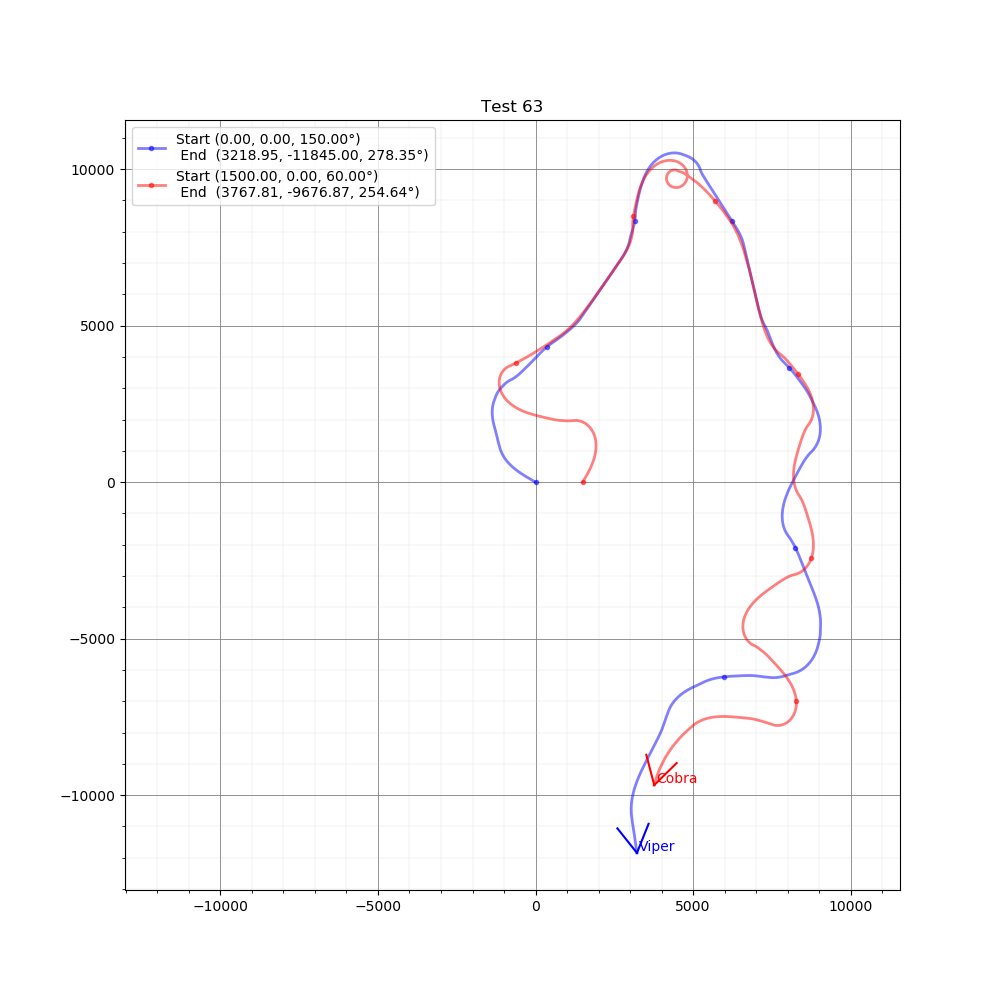 Test 63
Start (0.00, 0.00, 150.00°)
End (3218.95, -11845.00, 278.35°)
Start (1500.00, 0.00, 60.00°)
End (3767.81, -9676.87, 254.64°)
10000
5000
0
−5000
−10000
Cobra
Viper
−10000 −5000 0 5000 10000